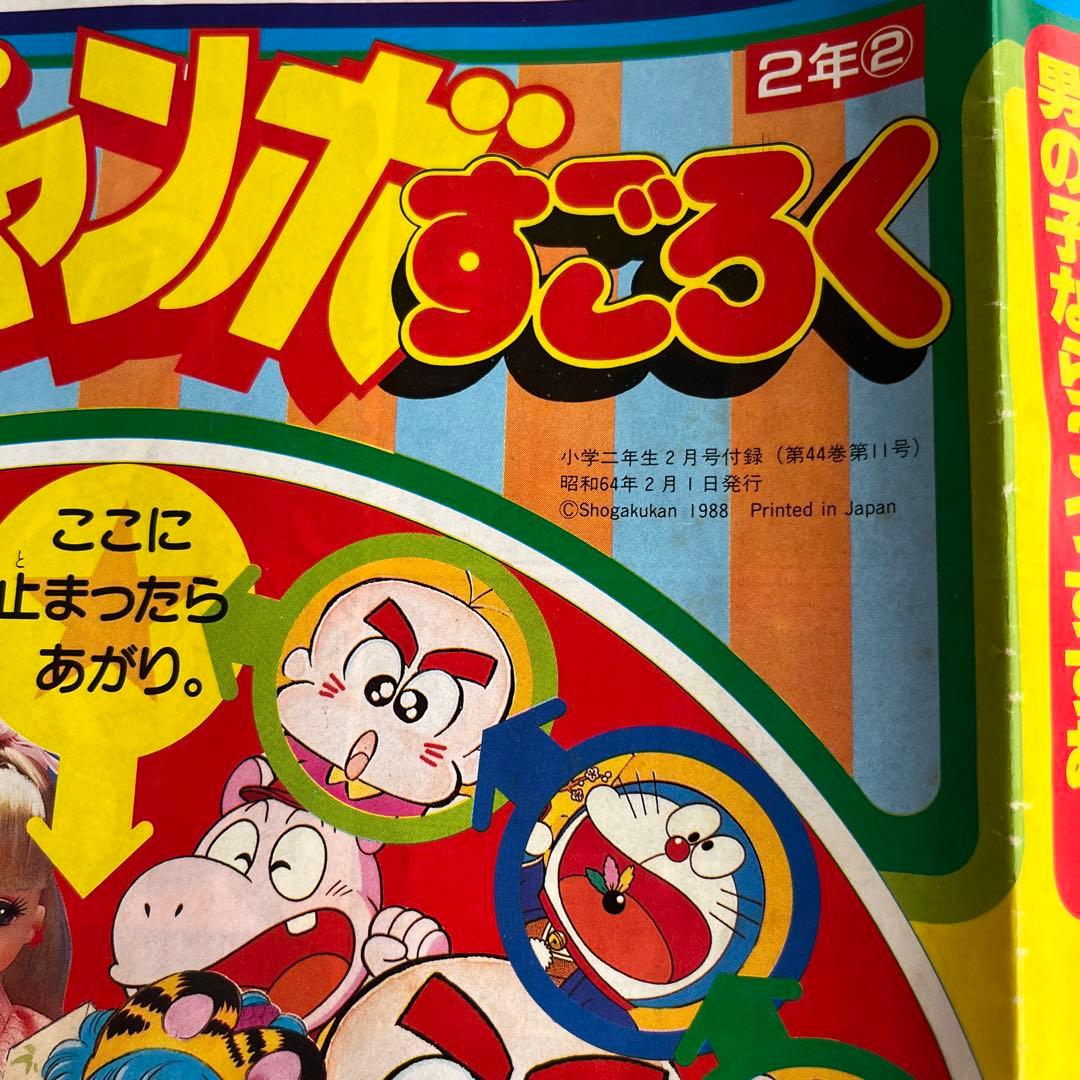 ャンボすごろく
2年②
小学二年生2月号付録（第44巻第11号）
昭和64年2月1日発行
©Shogakukan 1988　Printed in Japan
ここに
止まったら
と
あがり。
男の子なら